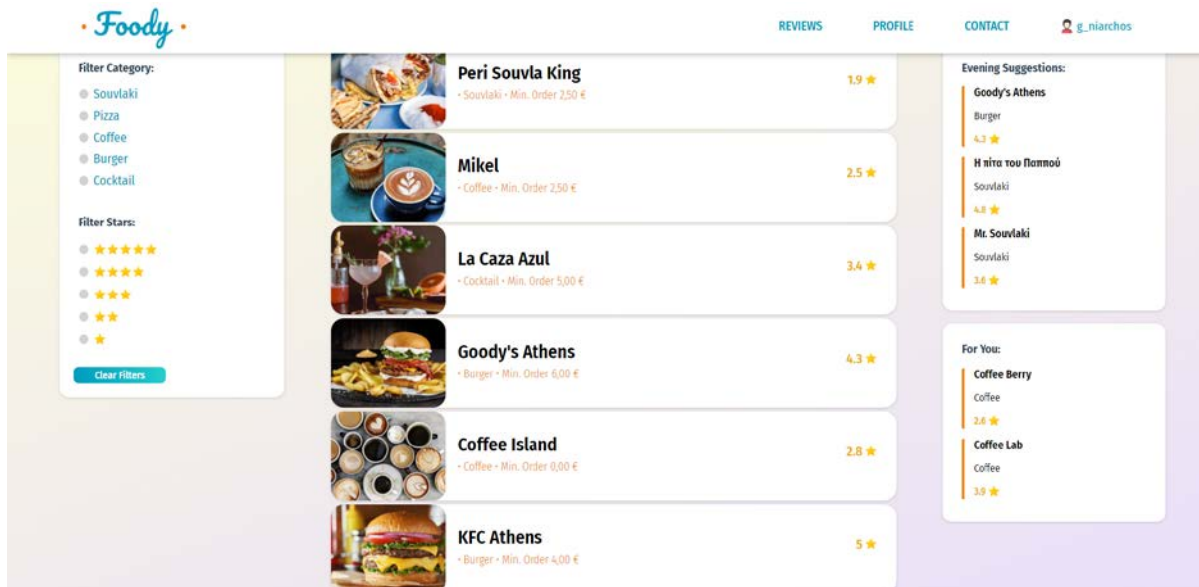 · Foody ·
REVIEWS
PROFILE
CONTACT
g_niarchos
Filter Category:
Souvlaki
Pizza
Coffee
Burger
Cocktail
Filter Stars:
Clear Filters
Peri Souvla King
• Souvlaki • Min. Order 2,50 €
1.9
Mikel
• Coffee • Min. Order 2,50 €
2.5
La Caza Azul
• Cocktail • Min. Order 5,00 €
3.4
Goody's Athens
• Burger • Min. Order 6,00 €
4.3
Coffee Island
• Coffee • Min. Order 0,00 €
2.8
KFC Athens
• Burger • Min. Order 4,00 €
5
Evening Suggestions:
Goody's Athens
Burger
4.3
Η πίτα του Παππού
Souvlaki
4.8
Mr. Souvlaki
Souvlaki
3.6
For You:
Coffee Berry
Coffee
2.6
Coffee Lab
Coffee
3.9